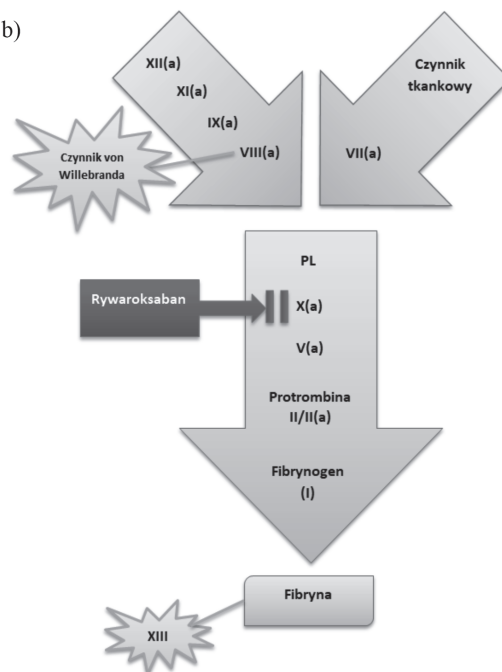 b)
XII(a)
XI(a)
IX(a)
VIII(a)
Czynnik von
Willebranda
Czynnik
tkankowy
VII(a)
Rywaroksaban
PL
X(a)
V(a)
Protrombina
II/II(a)
Fibrynogen
(I)
Fibryna
XIII